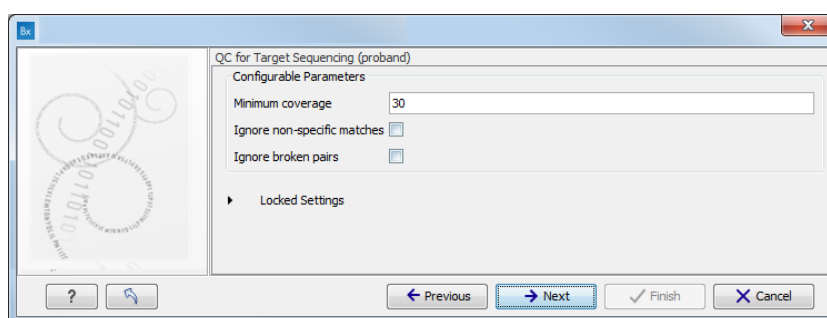 Bx
QC for Target Sequencing (proband)
Configurable Parameters
Minimum coverage 30
Ignore non-specific matches
Ignore broken pairs
Locked Settings
? Previous Next Finish Cancel